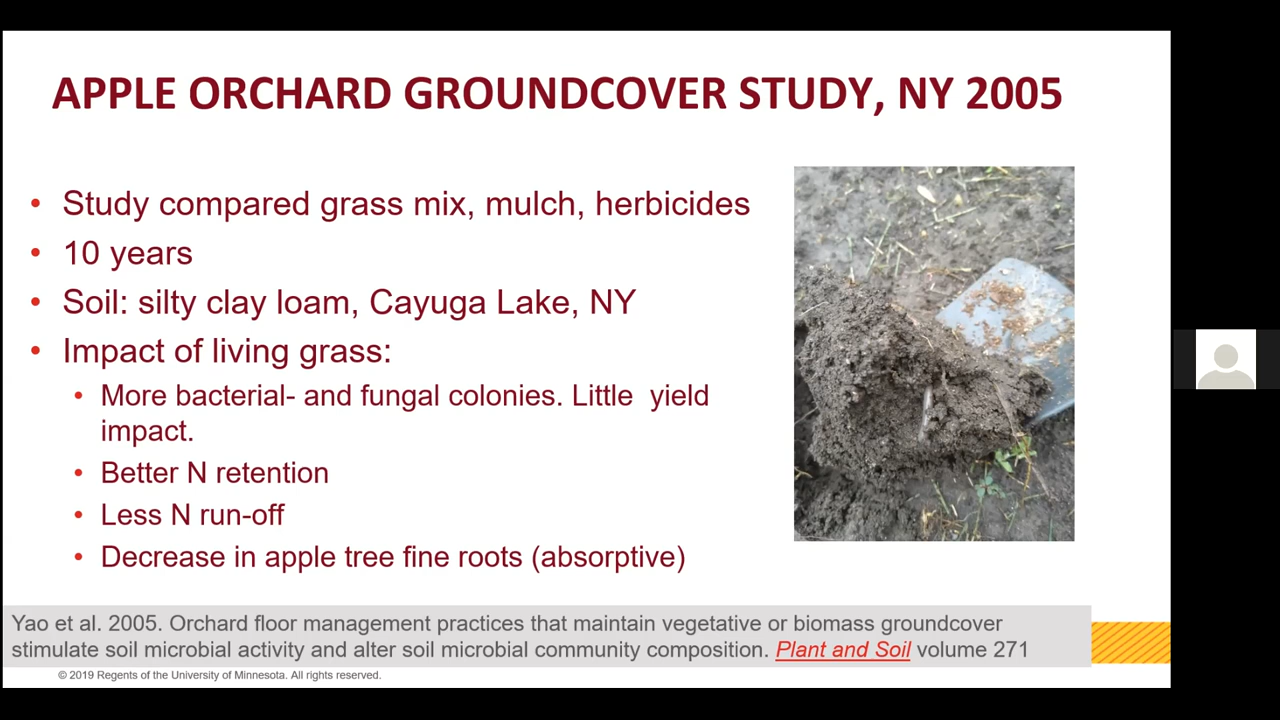 APPLE ORCHARD GROUNDCOVER STUDY, NY 2005
• Study compared grass mix, mulch, herbicides
• 10 years
• Soil: silty clay loam, Cayuga Lake, NY
• Impact of living grass:
• More bacterial- and fungal colonies. Little yield
impact.
• Better N retention
• Less N run-off
• Decrease in apple tree fine roots (absorptive)
Yao et al. 2005. Orchard floor management practices that maintain vegetative or biomass groundcover
stimulate soil microbial activity and alter soil microbial community composition. Plant and Soil volume 271
© 2019 Regents of the University of Minnesota. All rights reserved.